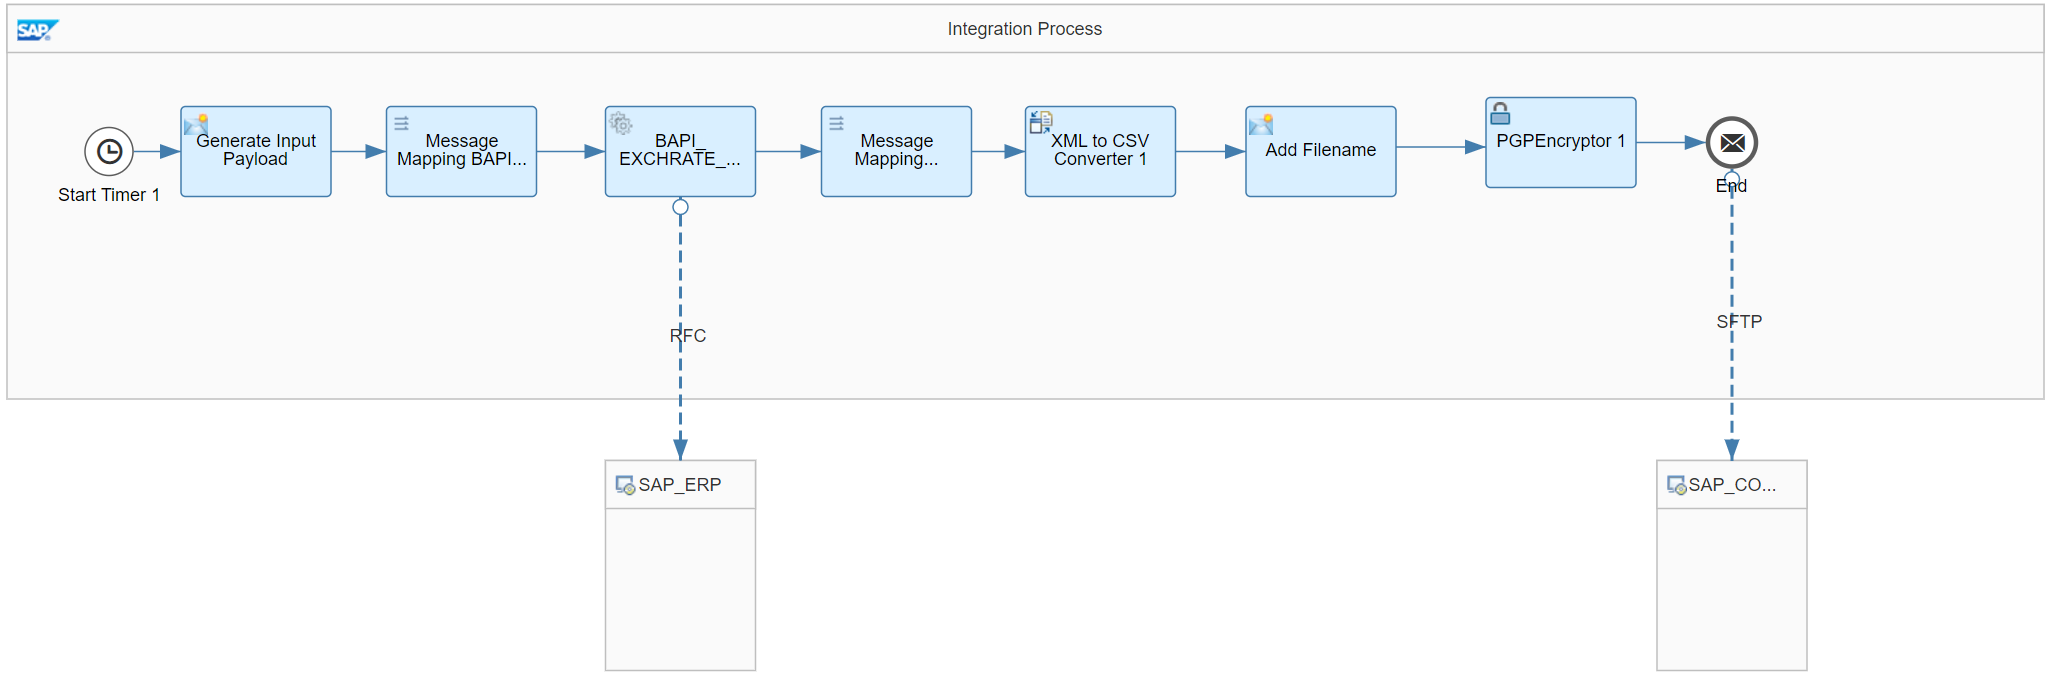 SAP
Integration Process
Start Timer 1
Generate Input
Payload
Message
Mapping BAPI...
BAPI_
EXCHRATE_...
Message
Mapping...
XML to CSV
Converter 1
Add Filename
PGPEncryptor 1
End
RFC
SFTP
SAP_ERP
SAP_CO...